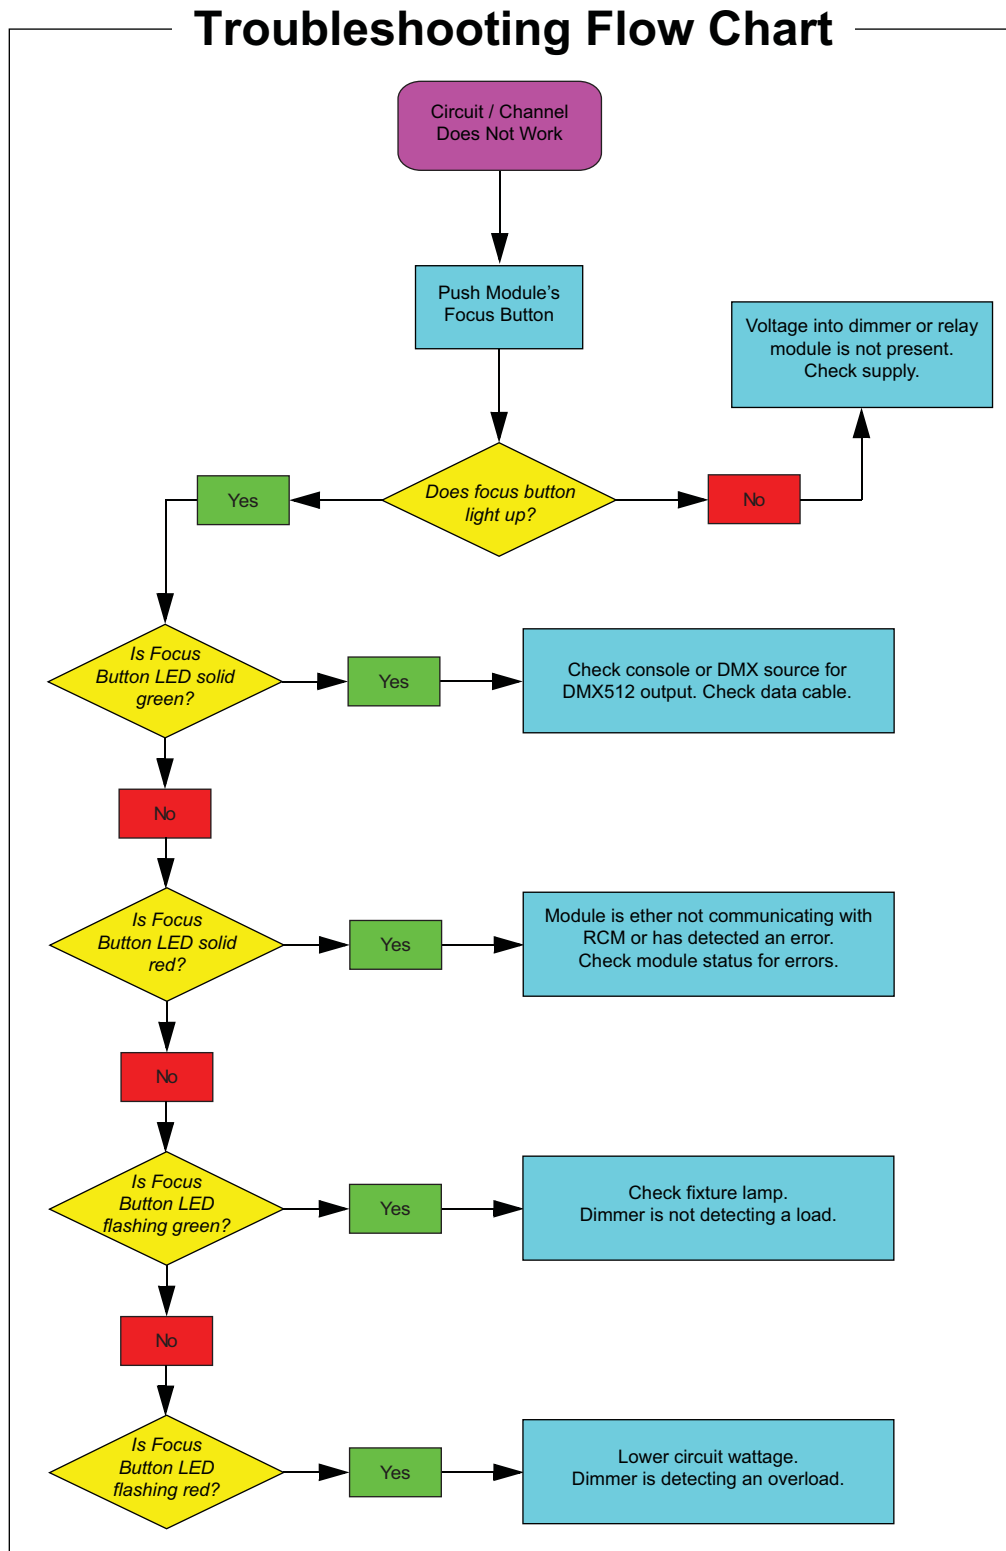 Troubleshooting Flow Chart
Circuit / Channel
Does Not Work
Push Module's
Focus Button
Voltage into dimmer or relay
module is not present.
Check supply.
Does focus button
light up?
Yes
No
Is Focus
Button LED solid
green?
Yes
Check console or DMX source for
DMX512 output. Check data cable.
No
Is Focus
Button LED solid
red?
Yes
Module is ether not communicating with
RCM or has detected an error.
Check module status for errors.
No
Is Focus
Button LED
flashing green?
Yes
Check fixture lamp.
Dimmer is not detecting a load.
No
Is Focus
Button LED
flashing red?
Yes
Lower circuit wattage.
Dimmer is detecting an overload.